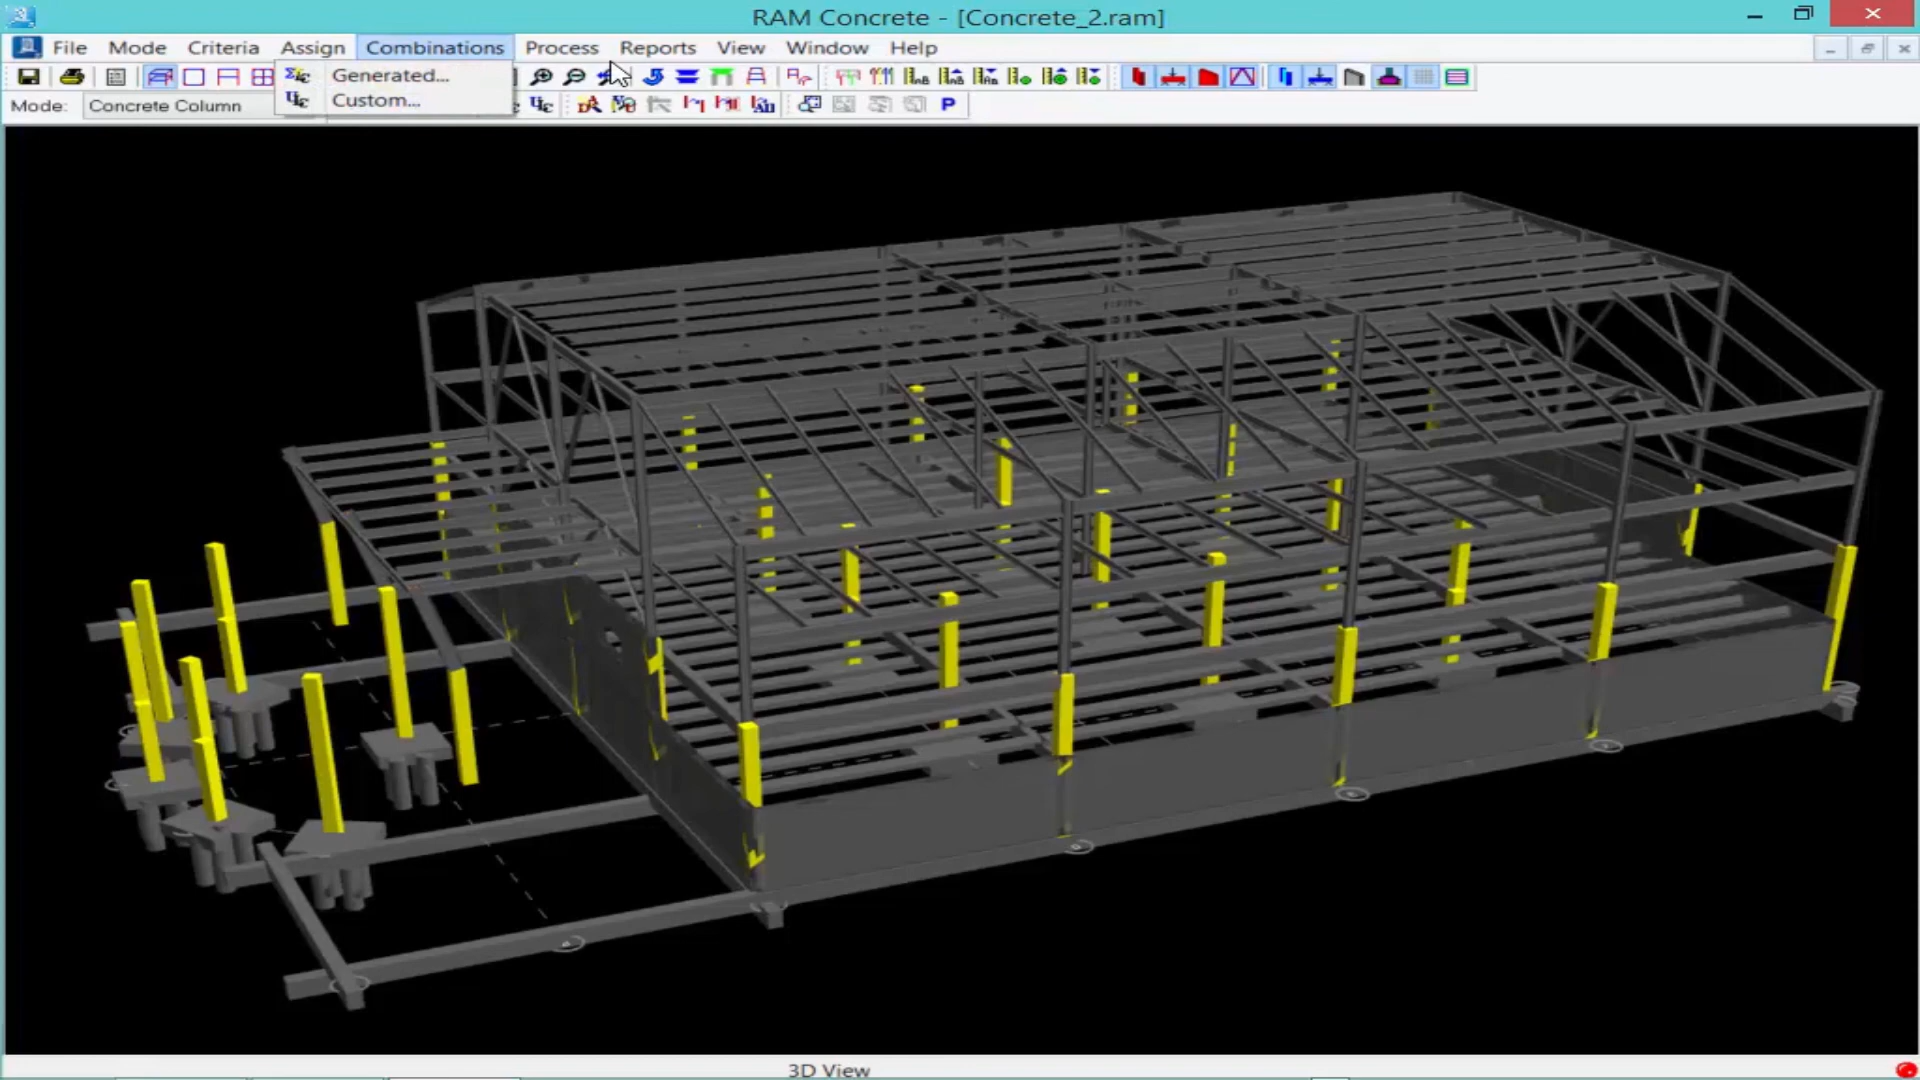 RAM Concrete - [Concrete_2.ram]
File Mode Criteria Assign Combinations Process Reports View Window Help
Generated...
Custom...
Mode: Concrete Column
P
3D View